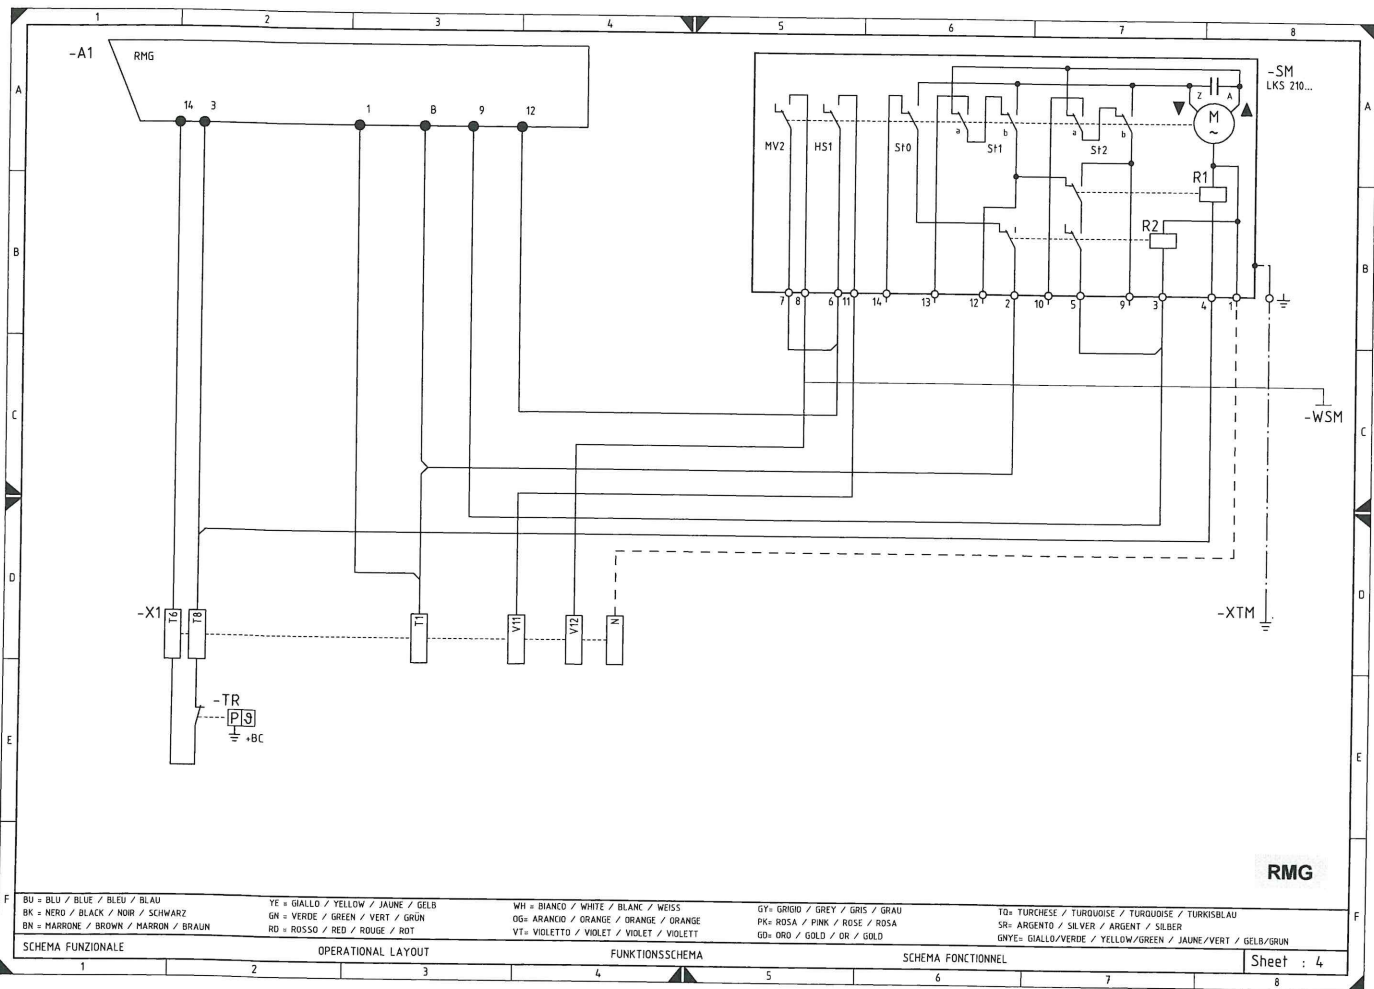 1 2 3 4 5 6 7 8
-A1 RMG
14 3 1 B 9 12
-SM
LKS 210...
Z A
M
~
MV2 HS1 St0 a St1 b a St2 b
R1
R2
7 8 6 11 14 13 12 2 10 5 9 3 4 1
-WSM
-X1 T6 T8 T1 V11 V12 N
-XTM
-TR
P ϑ
+BC
A A
B B
C C
D D
E E
F F
RMG
BU = BLU / BLUE / BLEU / BLAU
BK = NERO / BLACK / NOIR / SCHWARZ
BN = MARRONE / BROWN / MARRON / BRAUN
YE = GIALLO / YELLOW / JAUNE / GELB
GN = VERDE / GREEN / VERT / GRÜN
RD = ROSSO / RED / ROUGE / ROT
WH = BIANCO / WHITE / BLANC / WEISS
OG= ARANCIO / ORANGE / ORANGE / ORANGE
VT= VIOLETTO / VIOLET / VIOLET / VIOLETT
GY= GRIGIO / GREY / GRIS / GRAU
PK= ROSA / PINK / ROSE / ROSA
GD= ORO / GOLD / OR / GOLD
TQ= TURCHESE / TURQUOISE / TURQUOISE / TURKISBLAU
SR= ARGENTO / SILVER / ARGENT / SILBER
GNYE= GIALLO/VERDE / YELLOW/GREEN / JAUNE/VERT / GELB/GRUN
SCHEMA FUNZIONALE OPERATIONAL LAYOUT FUNKTIONSSCHEMA SCHEMA FONCTIONNEL Sheet : 4
1 2 3 4 5 6 7 8